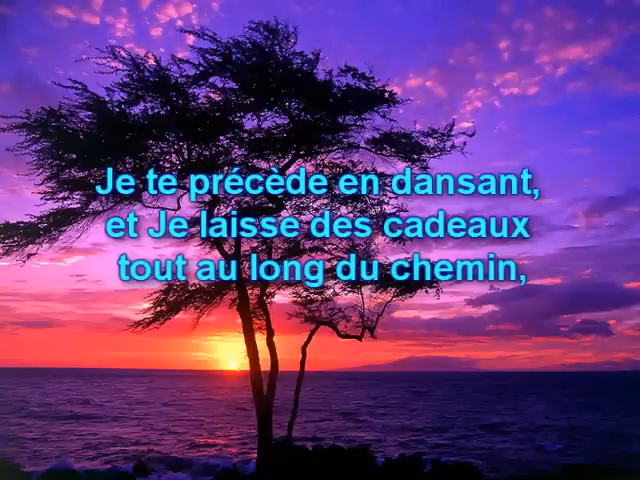 Je te précède en dansant,
et Je laisse des cadeaux
tout au long du chemin,